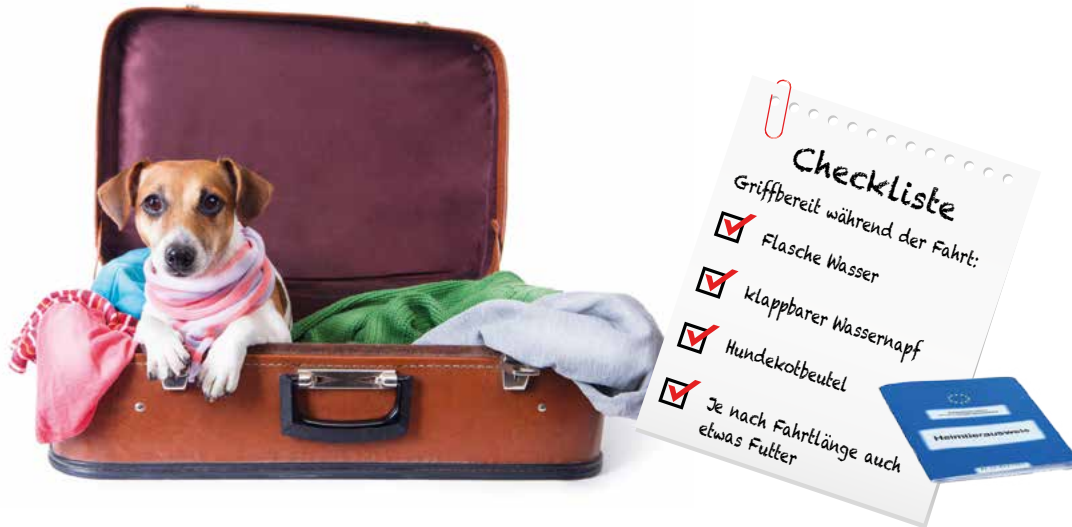 Checkliste
Griffbereit während der Fahrt:
Flasche Wasser
klappbarer Wassernapf
Hundekotbeutel
Je nach Fahrtlänge auch
etwas Futter
Heimtierausweis